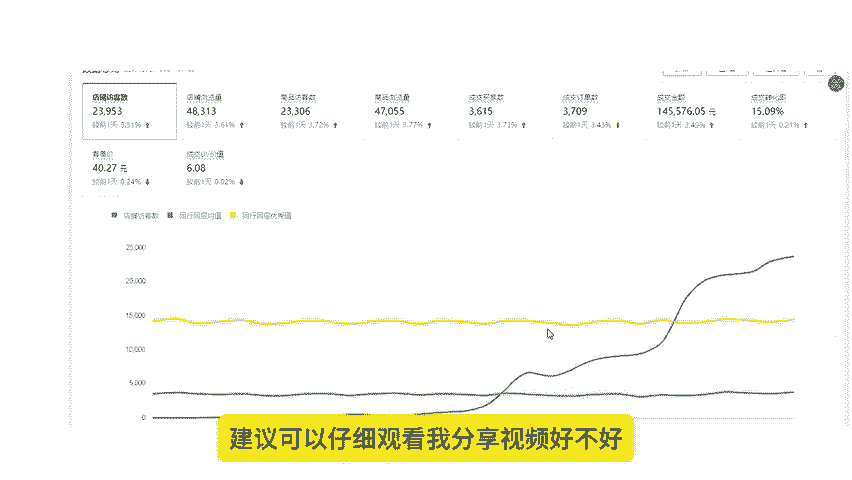 店铺访客数 店铺浏览量 商品访客数 商品浏览量 成交买家数 成交订单数 成交金额 成交转化率
23,953 48,313 23,306 47,055 3,615 3,709 145,576.05 元 15.09%
较前1天 3.51% 较前1天 3.61% 较前1天 3.72% 较前1天 3.77% 较前1天 3.73% 较前1天 3.43% 较前1天 3.49% 较前1天 0.21%
客单价 成交UV价值
40.27 元 6.08
较前1天 0.24% 较前1天 0.02%
店铺访客数 同行同层均值 同行同层优秀值
25,000
20,000
15,000
10,000
5,000
0
建议可以仔细观看我分享视频好不好